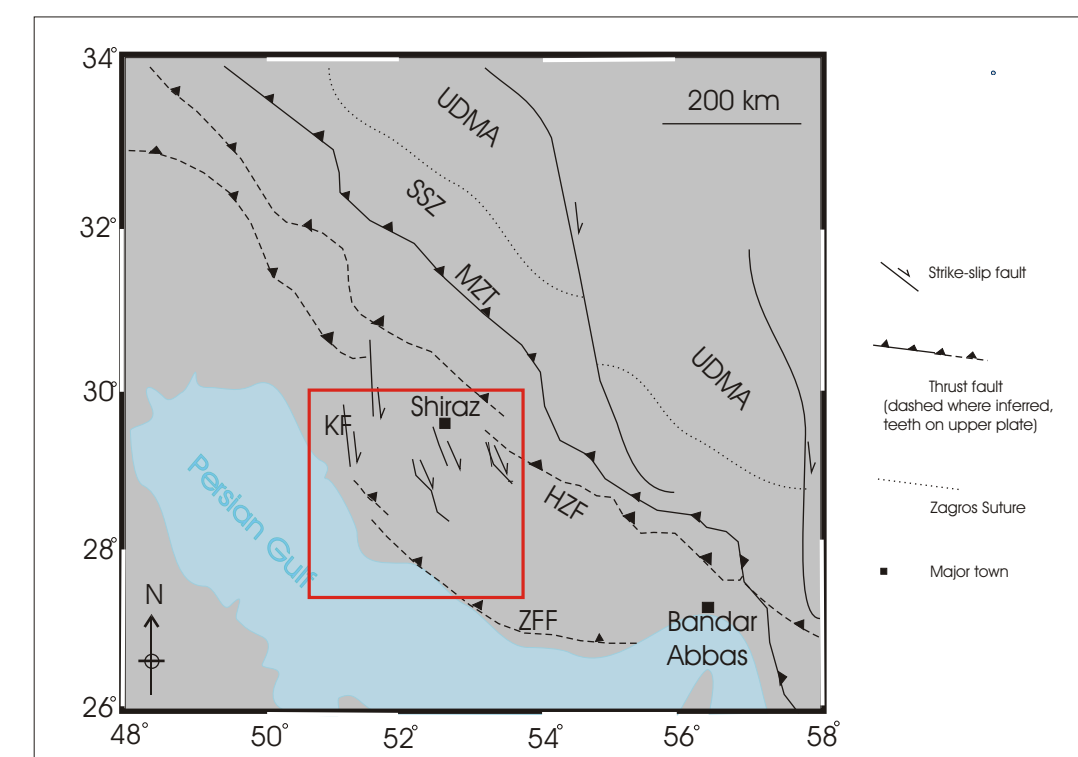 34°
32°
30°
28°
26°
48°
50°
52°
54°
56°
58°
200 km
UDMA
SSZ
MZT
UDMA
Shiraz
KF
HZF
Persian Gulf
ZFF
Bandar
Abbas
N
Strike-slip fault
Thrust fault
(dashed where inferred,
teeth on upper plate)
Zagros Suture
Major town